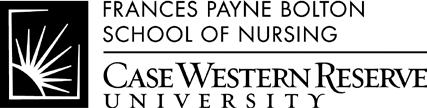 FRANCES PAYNE BOLTON
SCHOOL OF NURSING
CASE WESTERN RESERVE
UNIVERSITY